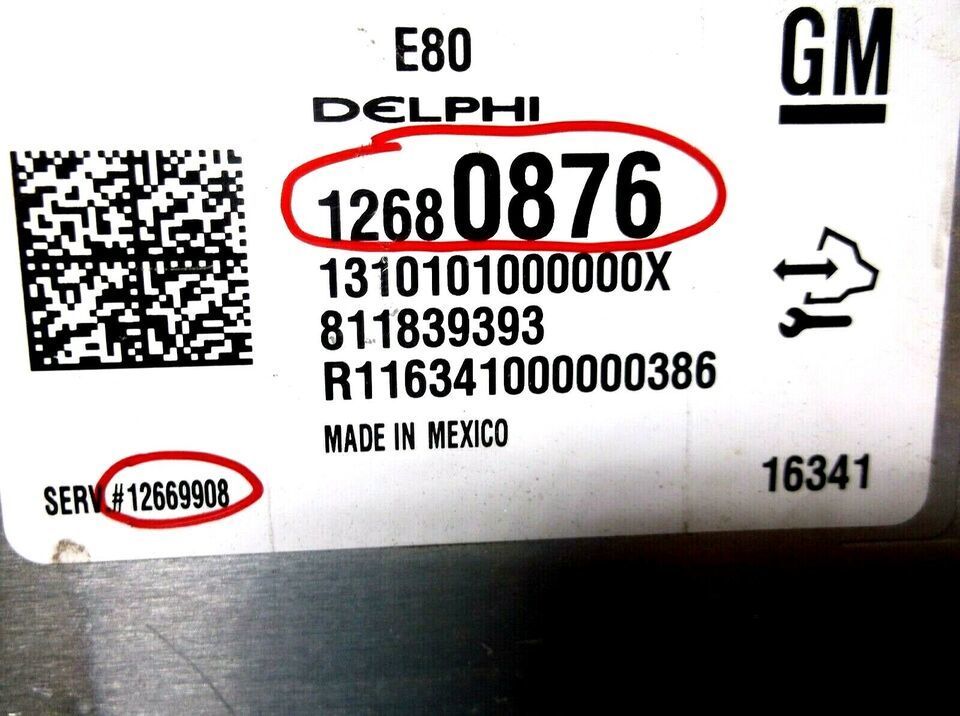 E80
GM
DELPHI
12680876
1310101000000X
811839393
R116341000000386
MADE IN MEXICO
16341
SERV.#12669908